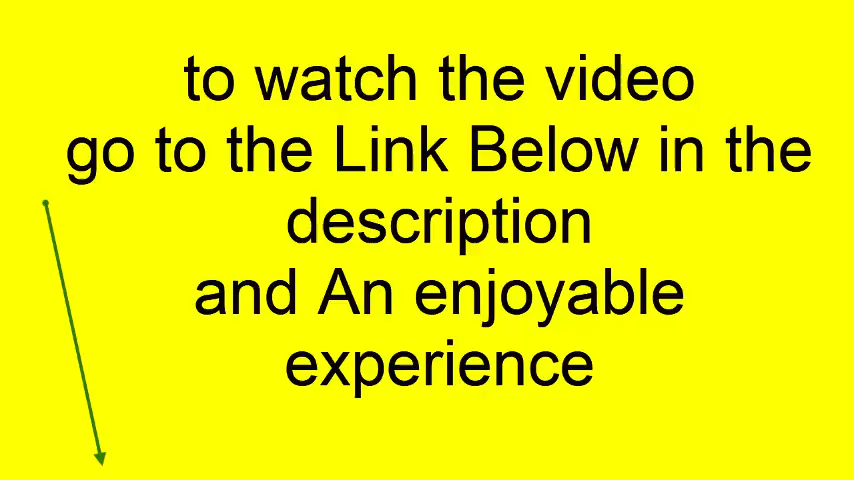 to watch the video
go to the Link Below in the
description
and An enjoyable
experience